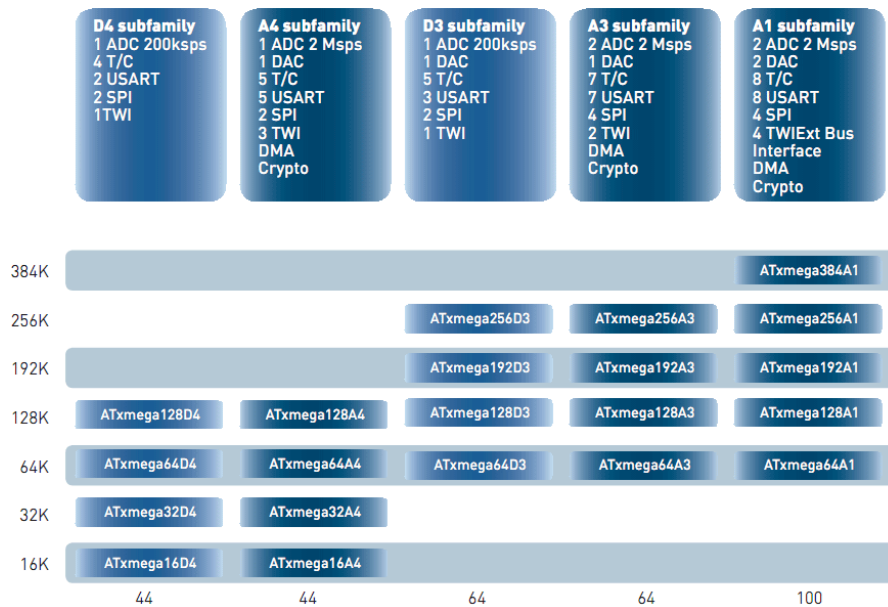 D4 subfamily
1 ADC 200ksps
4 T/C
2 USART
2 SPI
1TWI
A4 subfamily
1 ADC 2 Msps
1 DAC
5 T/C
5 USART
2 SPI
3 TWI
DMA
Crypto
D3 subfamily
1 ADC 200ksps
1 DAC
5 T/C
3 USART
2 SPI
1 TWI
A3 subfamily
2 ADC 2 Msps
1 DAC
7 T/C
7 USART
4 SPI
2 TWI
DMA
Crypto
A1 subfamily
2 ADC 2 Msps
2 DAC
8 T/C
8 USART
4 SPI
4 TWIExt Bus
Interface
DMA
Crypto
384K ATxmega384A1
256K ATxmega256D3 ATxmega256A3 ATxmega256A1
192K ATxmega192D3 ATxmega192A3 ATxmega192A1
128K ATxmega128D4 ATxmega128A4 ATxmega128D3 ATxmega128A3 ATxmega128A1
64K ATxmega64D4 ATxmega64A4 ATxmega64D3 ATxmega64A3 ATxmega64A1
32K ATxmega32D4 ATxmega32A4
16K ATxmega16D4 ATxmega16A4
44 44 64 64 100